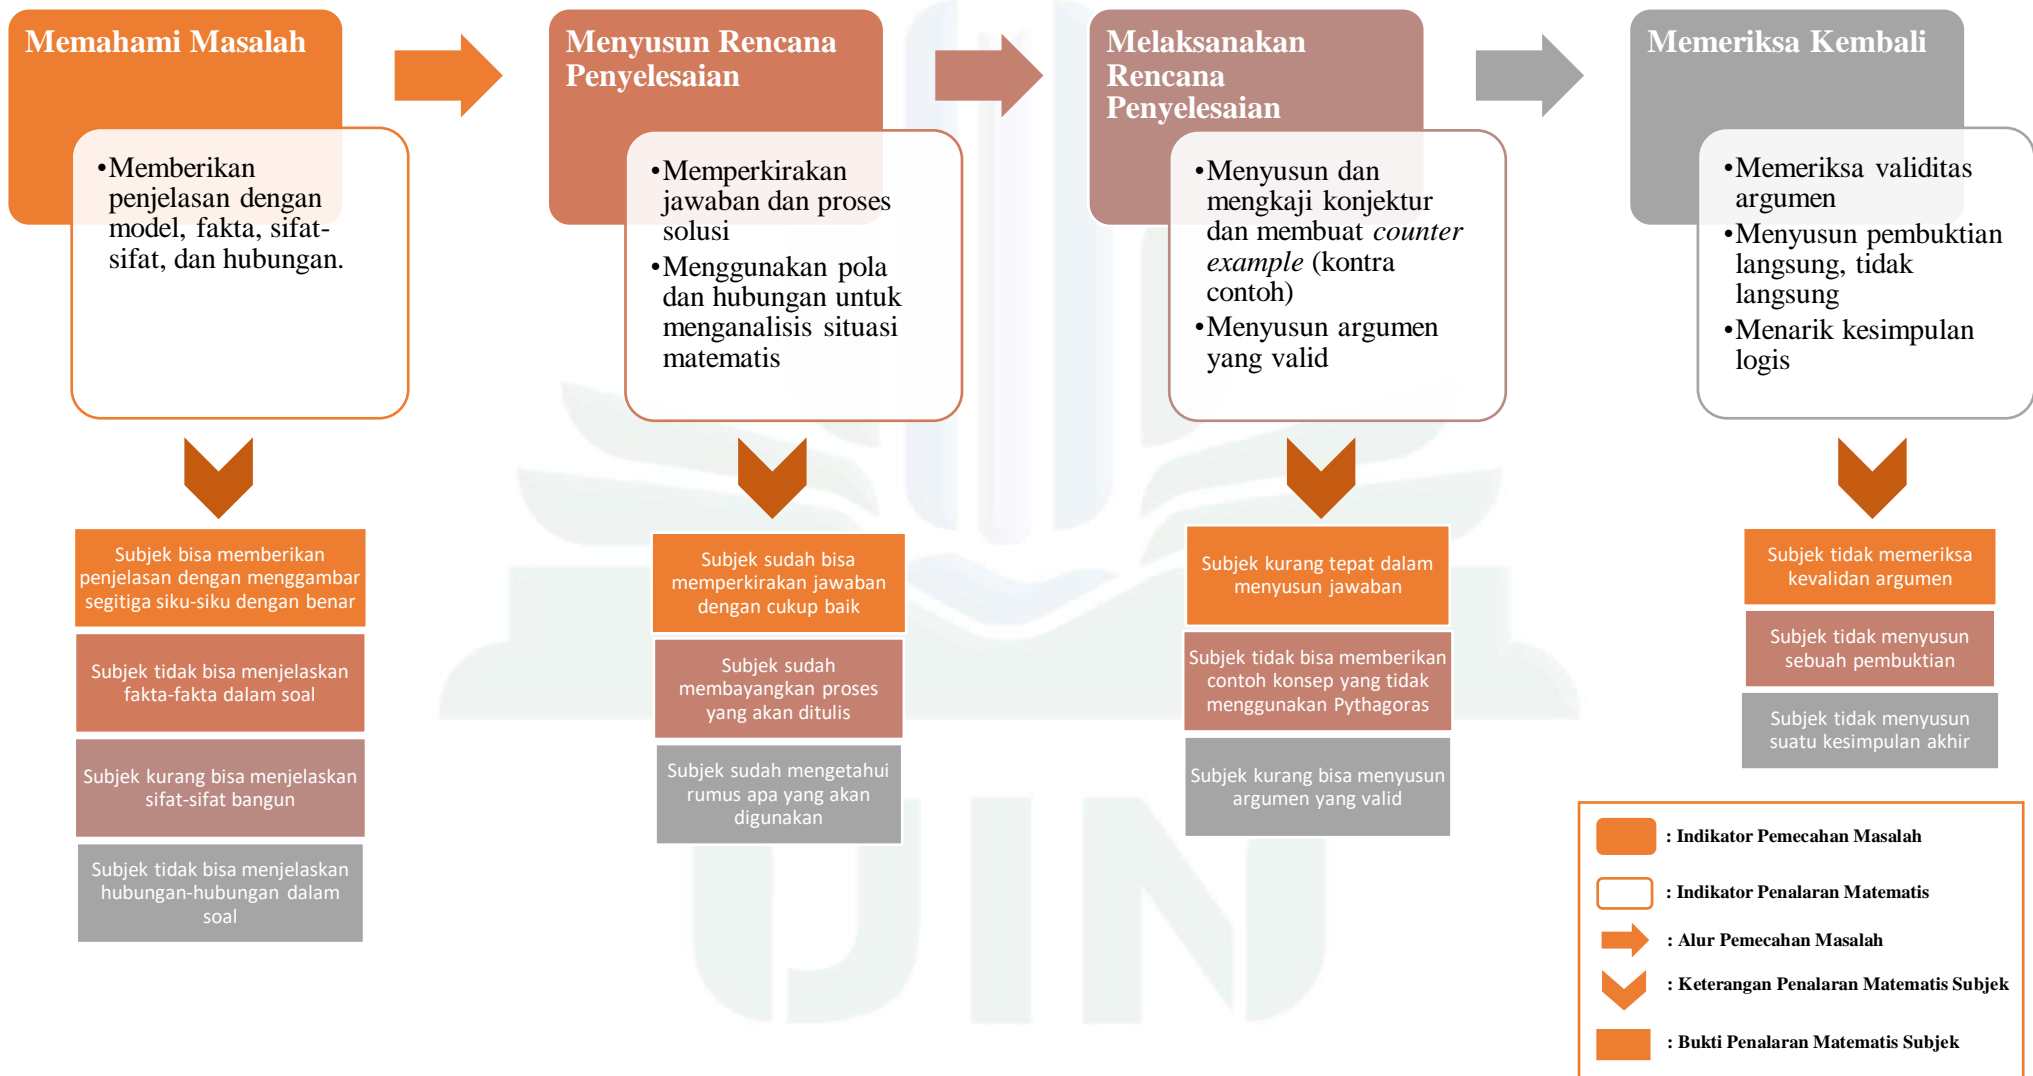 Memahami Masalah
•Memberikan
penjelasan dengan
model, fakta, sifat-
sifat, dan hubungan.
Subjek bisa memberikan
penjelasan dengan menggambar
segitiga siku-siku dengan benar
Subjek tidak bisa menjelaskan
fakta-fakta dalam soal
Subjek kurang bisa menjelaskan
sifat-sifat bangun
Subjek tidak bisa menjelaskan
hubungan-hubungan dalam
soal
Menyusun Rencana
Penyelesaian
•Memperkirakan
jawaban dan proses
solusi
•Menggunakan pola
dan hubungan untuk
menganalisis situasi
matematis
Subjek sudah bisa
memperkirakan jawaban
dengan cukup baik
Subjek sudah
membayangkan proses
yang akan ditulis
Subjek sudah mengetahui
rumus apa yang akan
digunakan
Melaksanakan
Rencana
Penyelesaian
•Menyusun dan
mengkaji konjektur
dan membuat counter
example (kontra
contoh)
•Menyusun argumen
yang valid
Subjek kurang tepat dalam
menyusun jawaban
Subjek tidak bisa memberikan
contoh konsep yang tidak
menggunakan Pythagoras
Subjek kurang bisa menyusun
argumen yang valid
Memeriksa Kembali
•Memeriksa validitas
argumen
•Menyusun pembuktian
langsung, tidak
langsung
•Menarik kesimpulan
logis
Subjek tidak memeriksa
kevalidan argumen
Subjek tidak menyusun
sebuah pembuktian
Subjek tidak menyusun
suatu kesimpulan akhir
: Indikator Pemecahan Masalah
: Indikator Penalaran Matematis
: Alur Pemecahan Masalah
: Keterangan Penalaran Matematis Subjek
: Bukti Penalaran Matematis Subjek
UIN